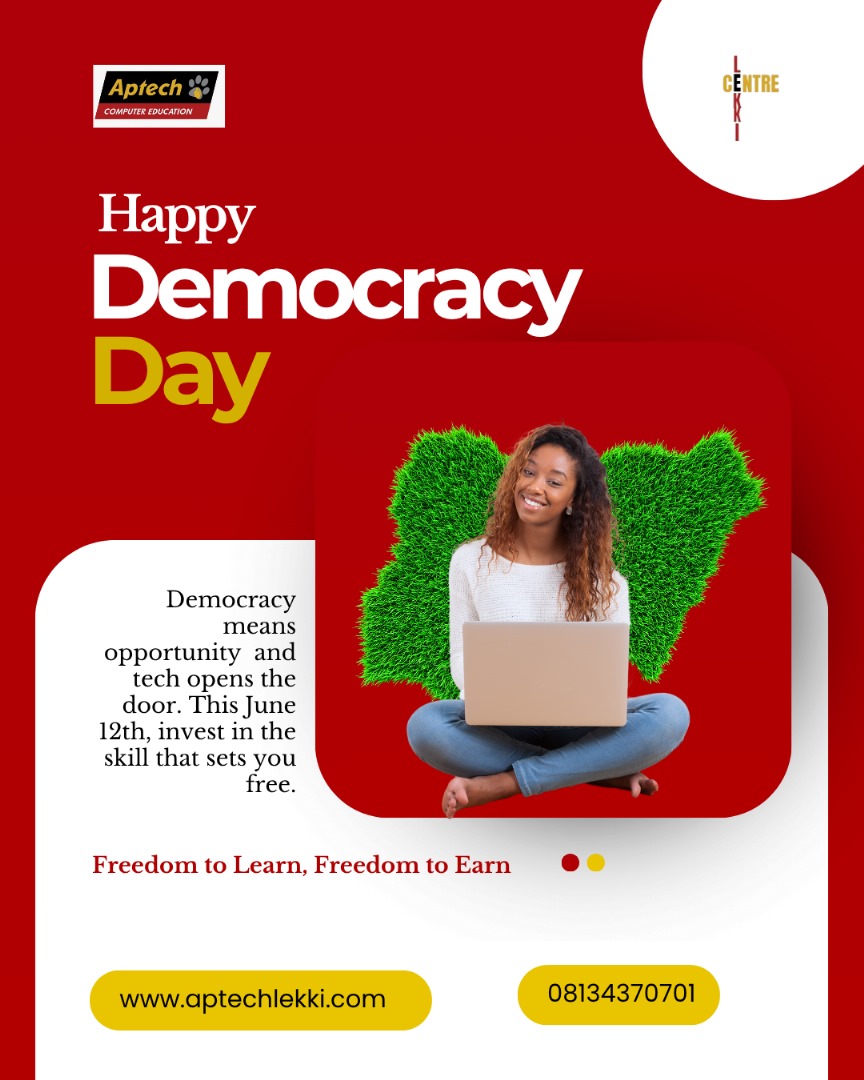 Aptech
COMPUTER EDUCATION
LEKKI
CENTRE
Happy
Democracy
Day
Democracy
means
opportunity  and
tech opens the
door. This June
12th, invest in the
skill that sets you
free.
Freedom to Learn, Freedom to Earn
www.aptechlekki.com
08134370701